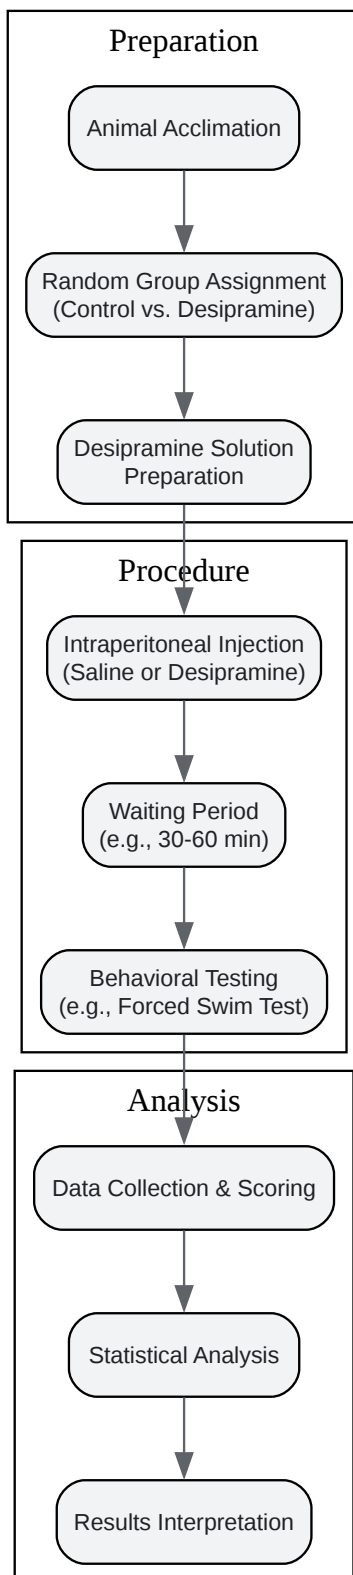 Preparation
Animal Acclimation
Random Group Assignment
(Control vs. Desipramine)
Desipramine Solution
Preparation
Procedure
Intraperitoneal Injection
(Saline or Desipramine)
Waiting Period
(e.g., 30-60 min)
Behavioral Testing
(e.g., Forced Swim Test)
Analysis
Data Collection & Scoring
Statistical Analysis
Results Interpretation